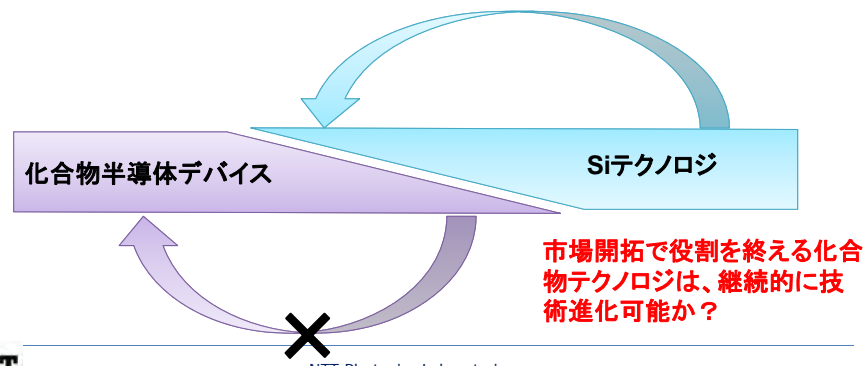 化合物半導体デバイス
Siテクノロジ
市場開拓で役割を終える化合
物テクノロジは、継続的に技
術進化可能か？